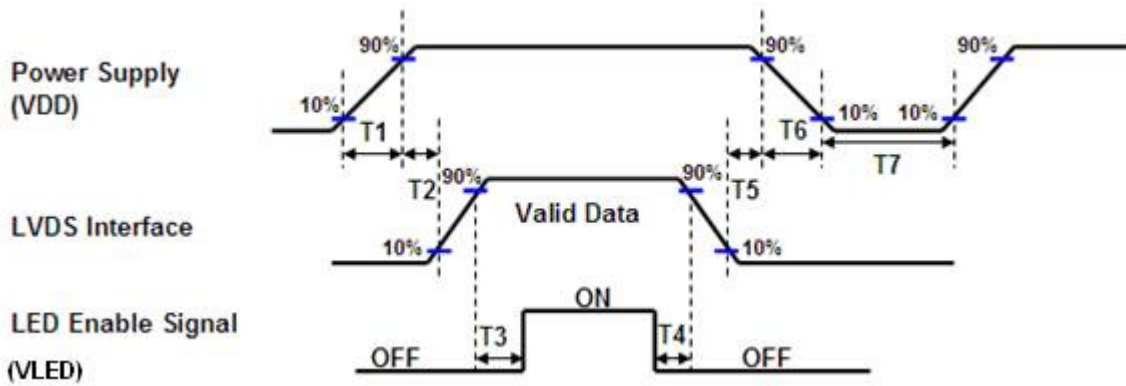 90% 90% 90%
Power Supply
(VDD)
10% 10% 10%
T1 T6
T7
T2 90% 90% T5
Valid Data
LVDS Interface
10% 10%
ON
LED Enable Signal
T3 T4
OFF OFF
(VLED)